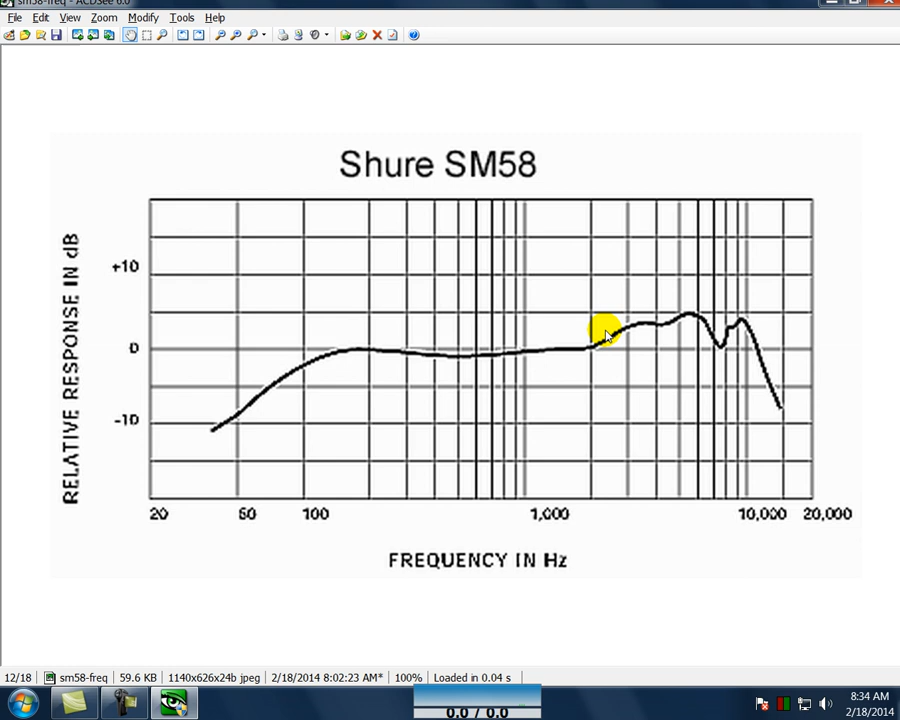 sm58-freq - ACDSee 6.0
File Edit View Zoom Modify Tools Help
Shure SM58
RELATIVE RESPONSE IN dB
+10
0
-10
20 50 100 1,000 10,000 20,000
FREQUENCY IN Hz
12/18 sm58-freq 59.6 KB 1140x626x24b jpeg 2/18/2014 8:02:23 AM* 100% Loaded in 0.04 s
0.0 / 0.0
8:34 AM
2/18/2014